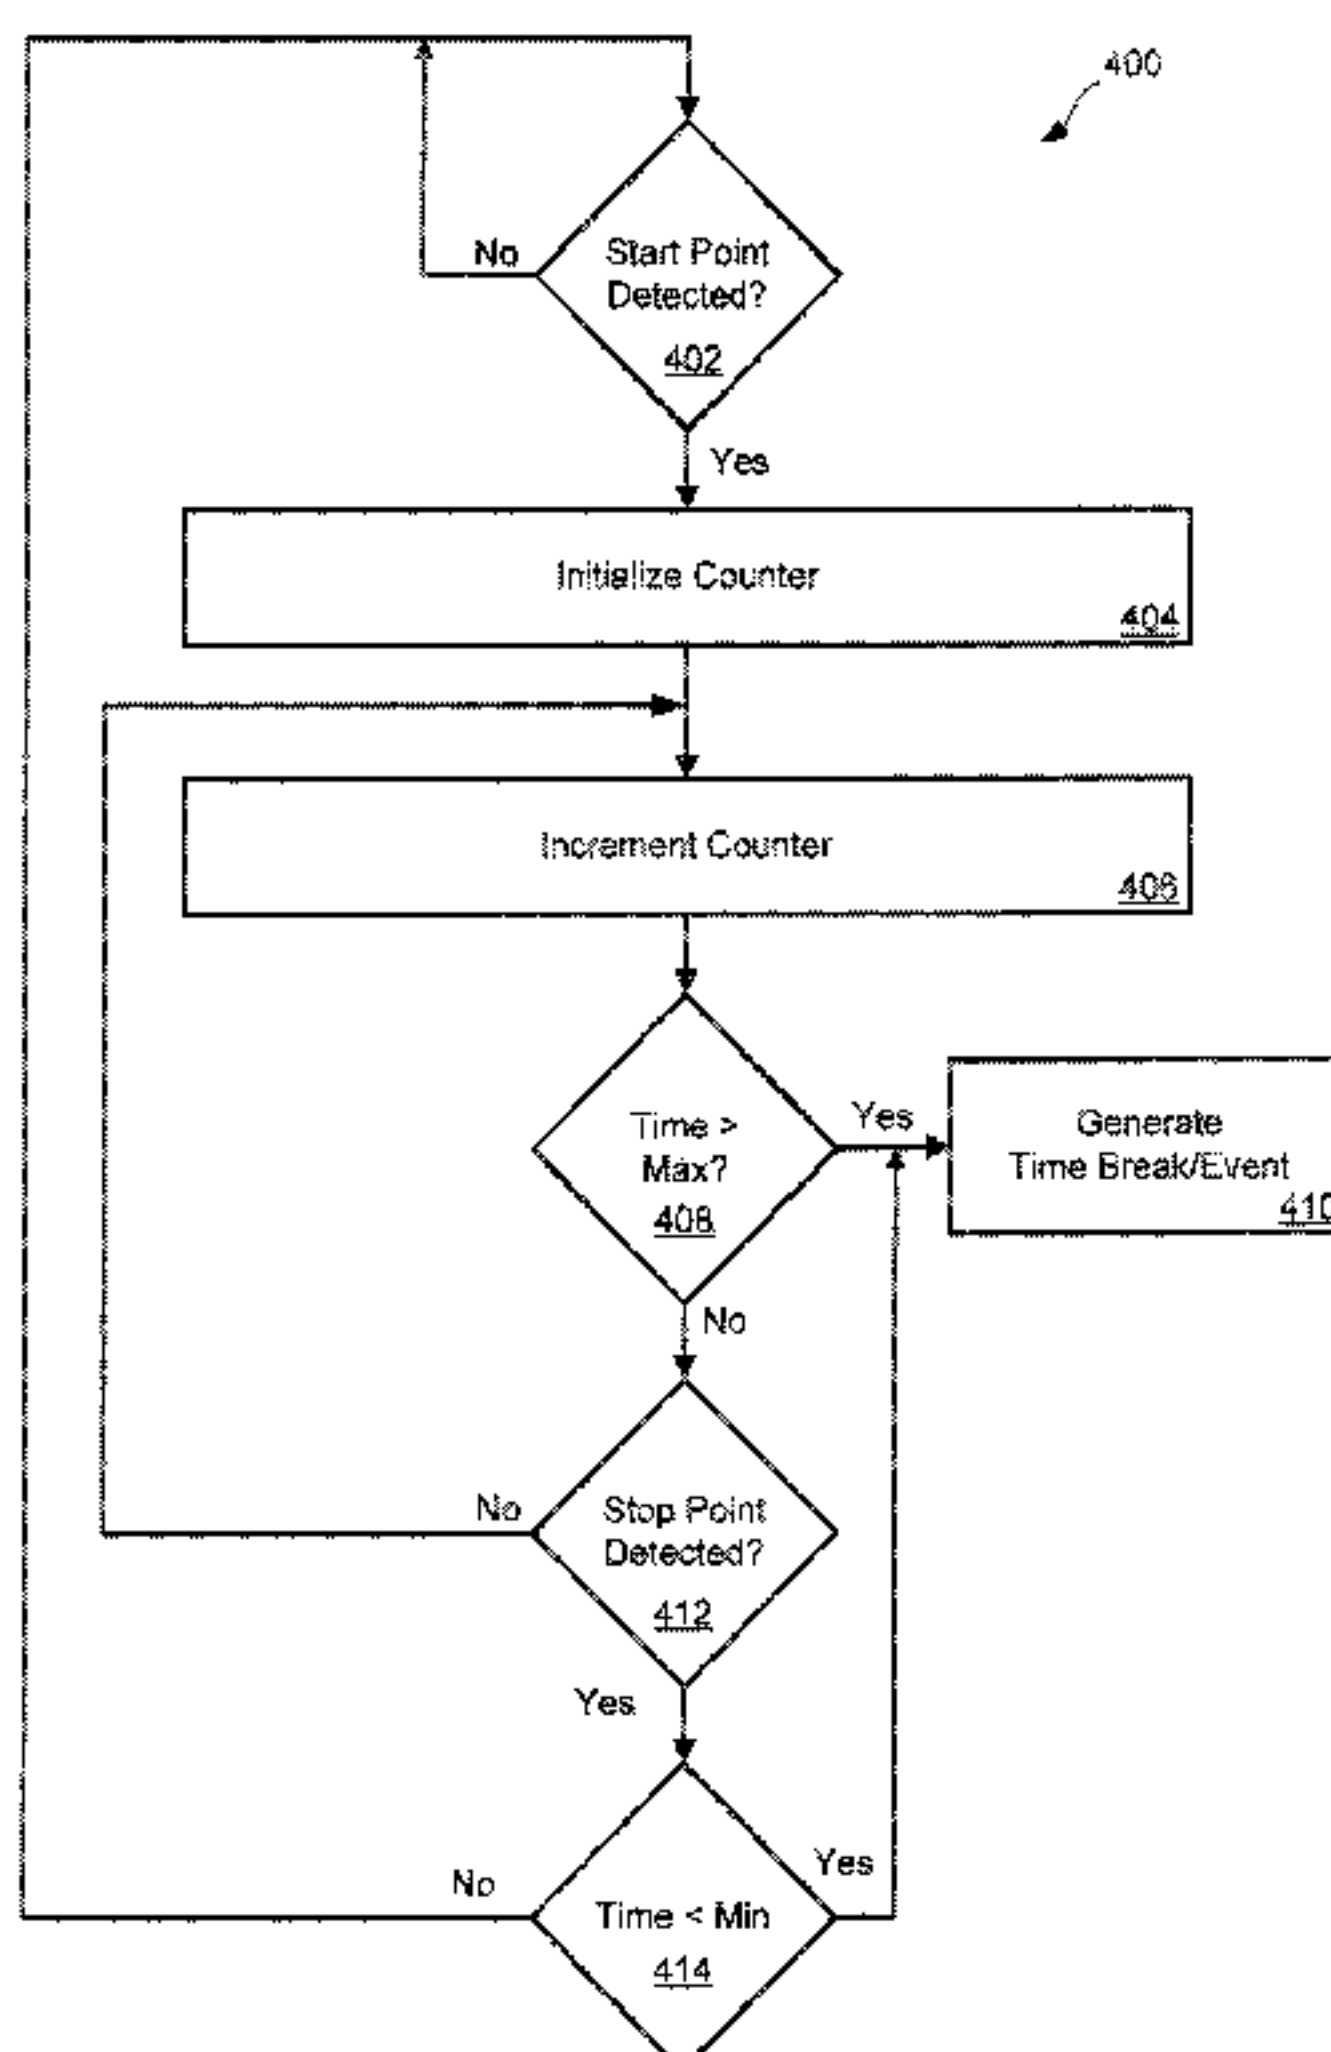 400
No
Start Point
Detected?
402
Yes
Initialize Counter
404
Increment Counter
406
Time >
Max?
408
Yes
Generate
Time Break/Event
410
No
No
Stop Point
Detected?
412
Yes
No
Yes
Time < Min
414